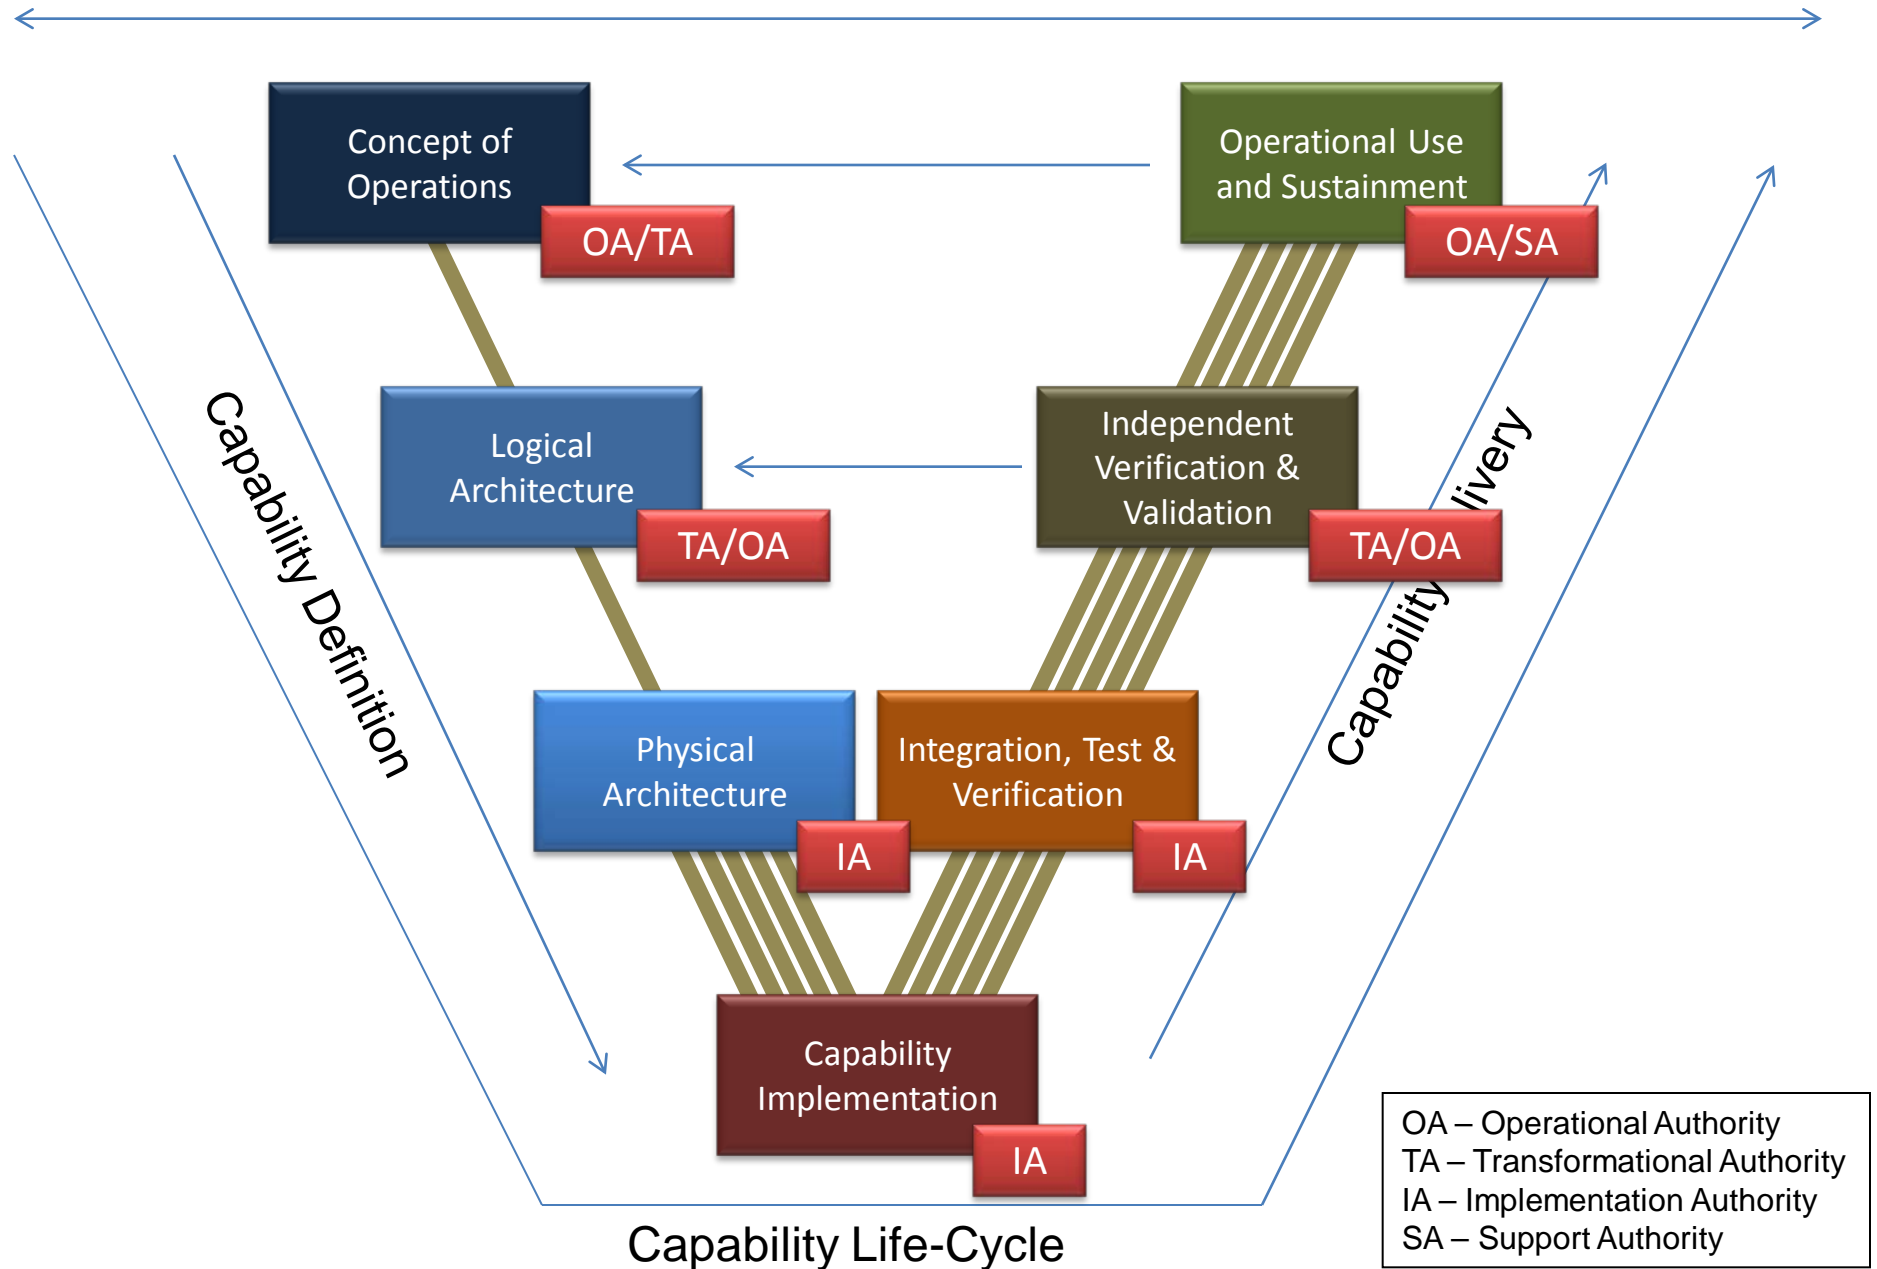 Concept of
Operations
OA/TA
Operational Use
and Sustainment
OA/SA
Logical
Architecture
TA/OA
Independent
Verification &
Validation
TA/OA
Capability Definition
Capability livery
Physical
Architecture
IA
Integration, Test &
Verification
IA
Capability
Implementation
IA
Capability Life-Cycle
OA – Operational Authority
TA – Transformational Authority
IA – Implementation Authority
SA – Support Authority